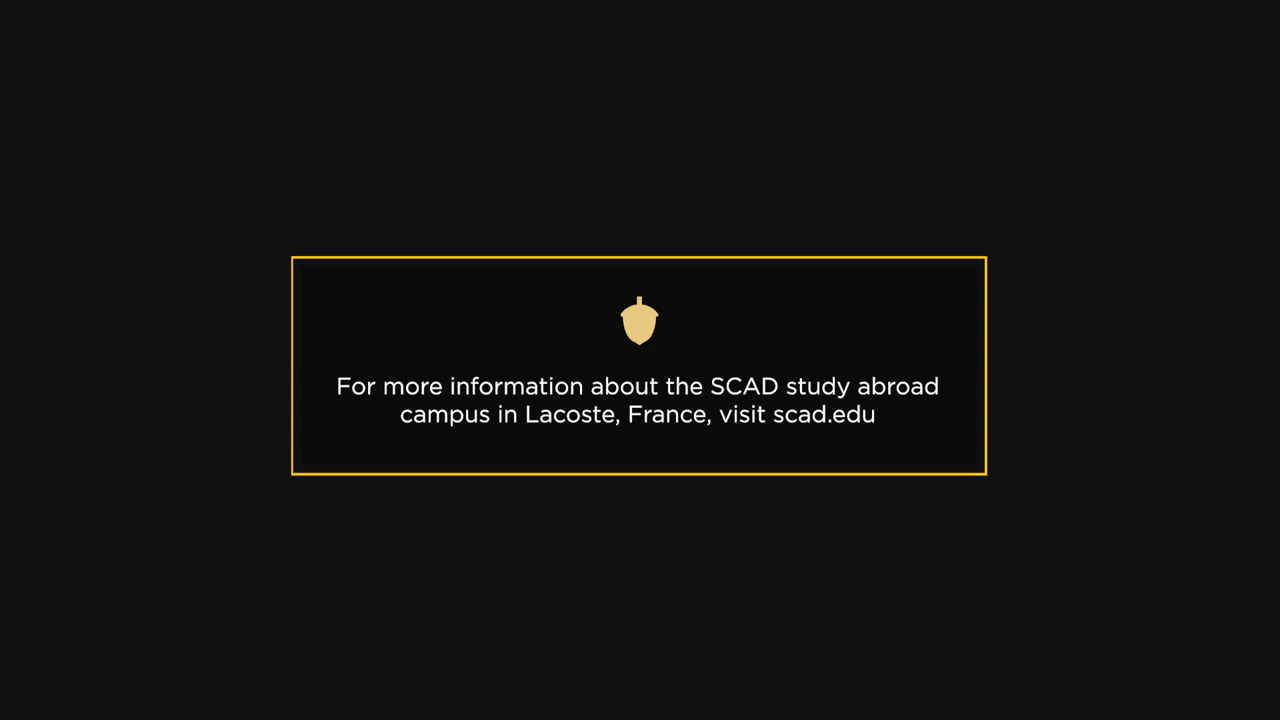 For more information about the SCAD study abroad
campus in Lacoste, France, visit scad.edu